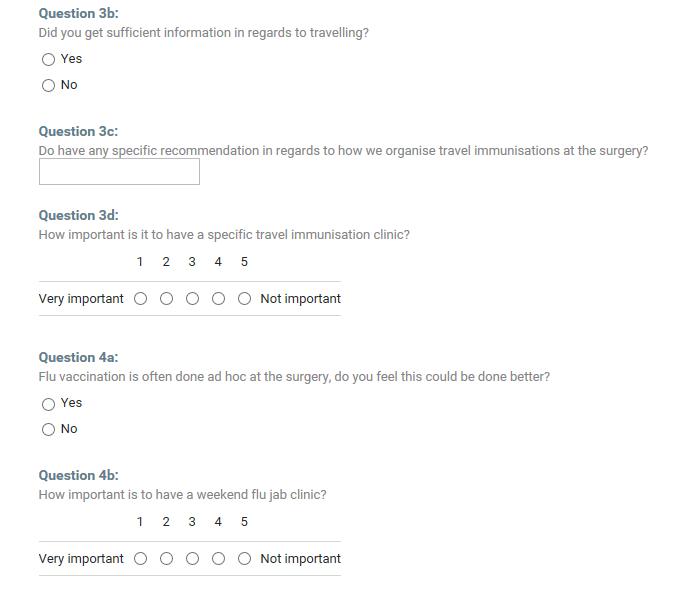 Question 3b:
Did you get sufficient information in regards to travelling?
Yes
No
Question 3c:
Do have any specific recommendation in regards to how we organise travel immunisations at the surgery?
Question 3d:
How important is it to have a specific travel immunisation clinic?
1 2 3 4 5
Very important Not important
Question 4a:
Flu vaccination is often done ad hoc at the surgery, do you feel this could be done better?
Yes
No
Question 4b:
How important is to have a weekend flu jab clinic?
1 2 3 4 5
Very important Not important